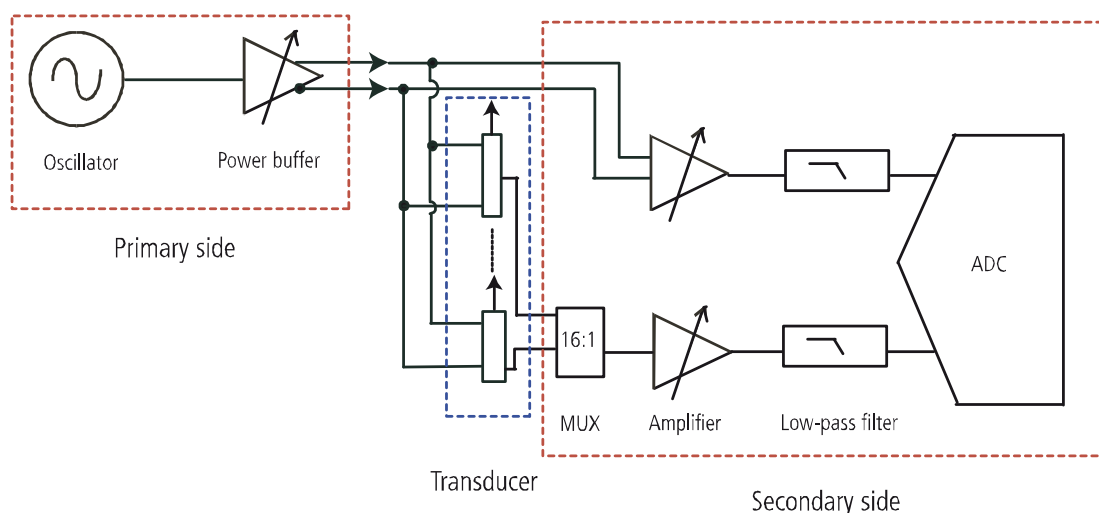 Oscillator
Power buffer
Primary side
ADC
16:1
MUX
Amplifier
Low-pass filter
Transducer
Secondary side